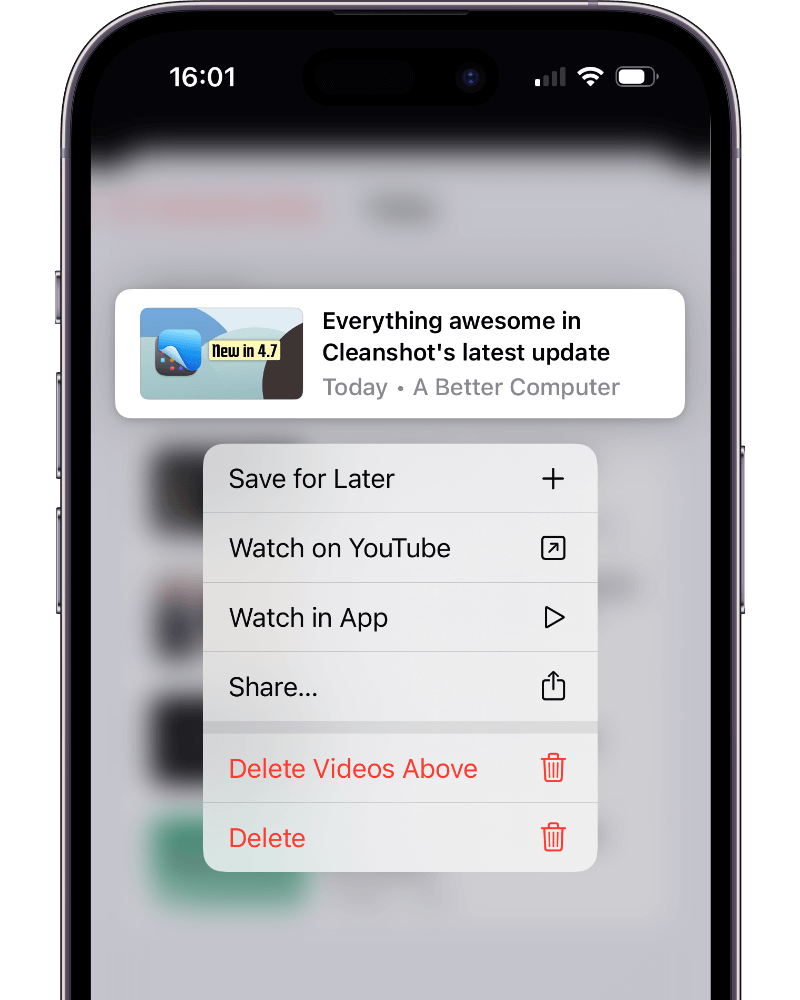 16:01
New in 4.7
Everything awesome in
Cleanshot's latest update
Today • A Better Computer
Save for Later
Watch on YouTube
Watch in App
Share...
Delete Videos Above
Delete